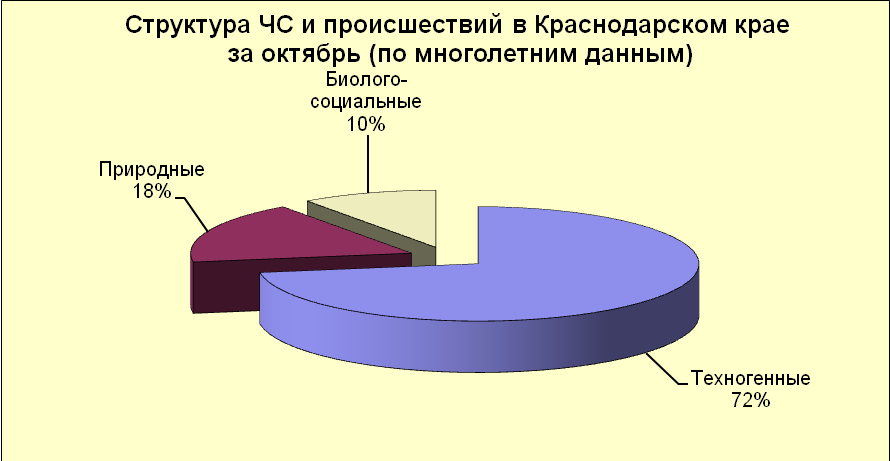 Структура ЧС и происшествий в Краснодарском крае
за октябрь (по многолетним данным)
Биолого-
социальные
10%
Природные
18%
Техногенные
72%